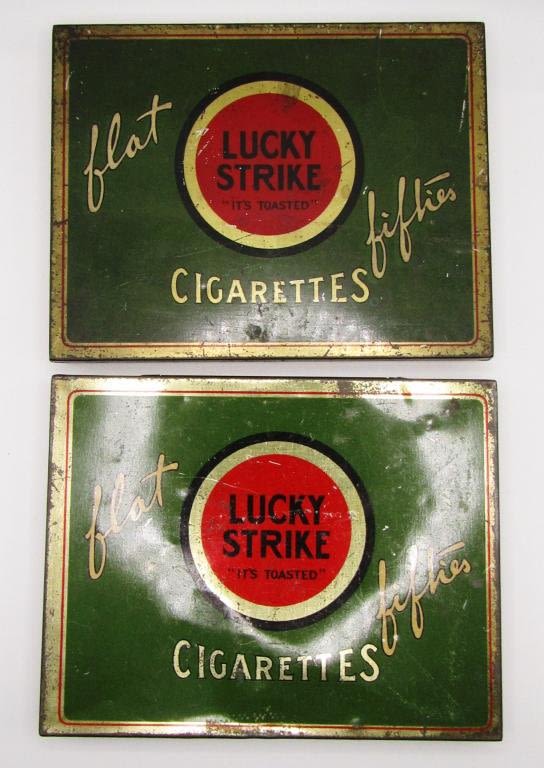 flat
LUCKY
STRIKE
"IT'S TOASTED"
fifties
CIGARETTES
flat
LUCKY
STRIKE
"IT'S TOASTED"
fifties
CIGARETTES